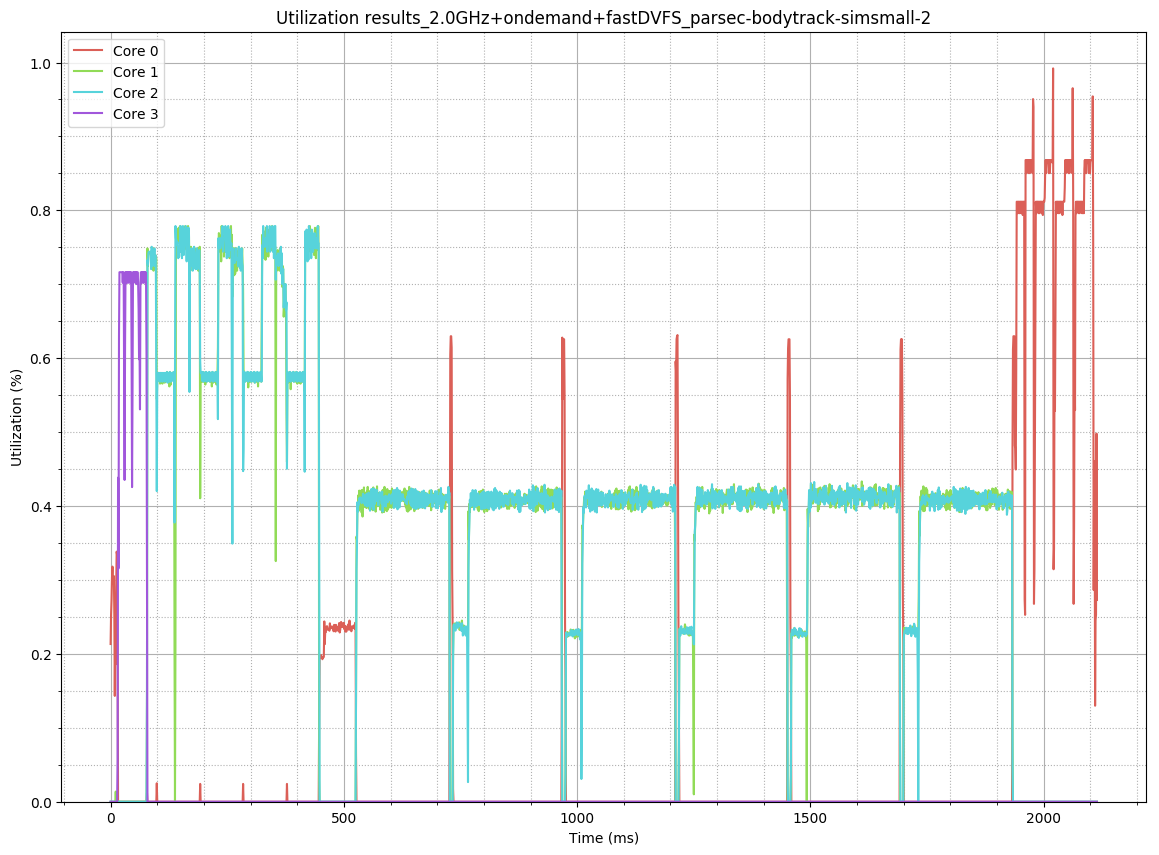 Utilization results_2.0GHz+ondemand+fastDVFS_parsec-bodytrack-simsmall-2
Core 0
Core 1
Core 2
Core 3
1.0
0.8
0.6
0.4
0.2
0.0
Utilization (%)
0
500
1000
1500
2000
Time (ms)